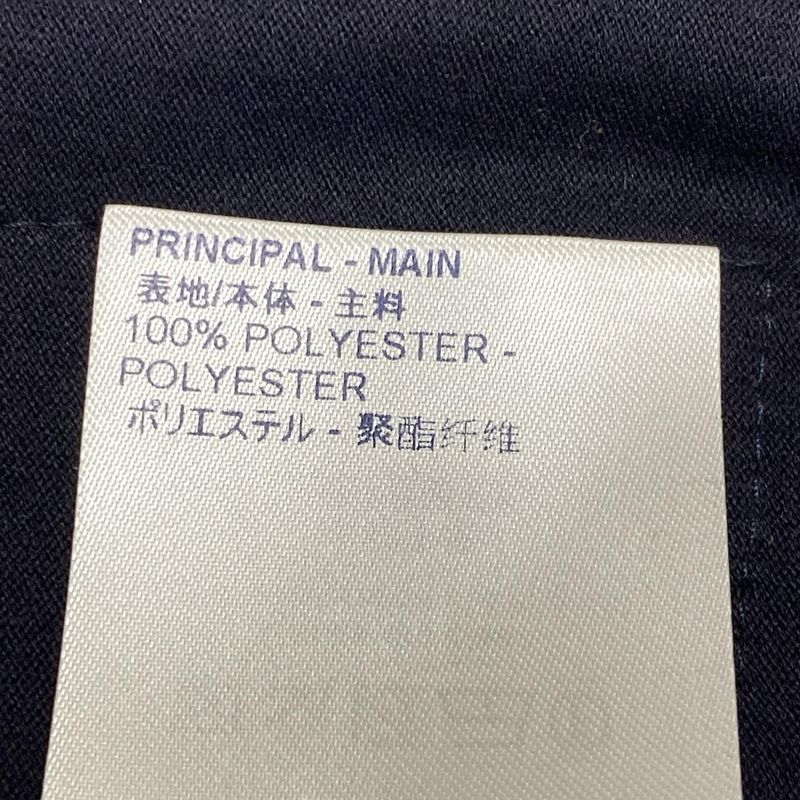 PRINCIPAL - MAIN
表地/本体 - 主料
100% POLYESTER -
POLYESTER
ポリエステル - 聚酯纤维